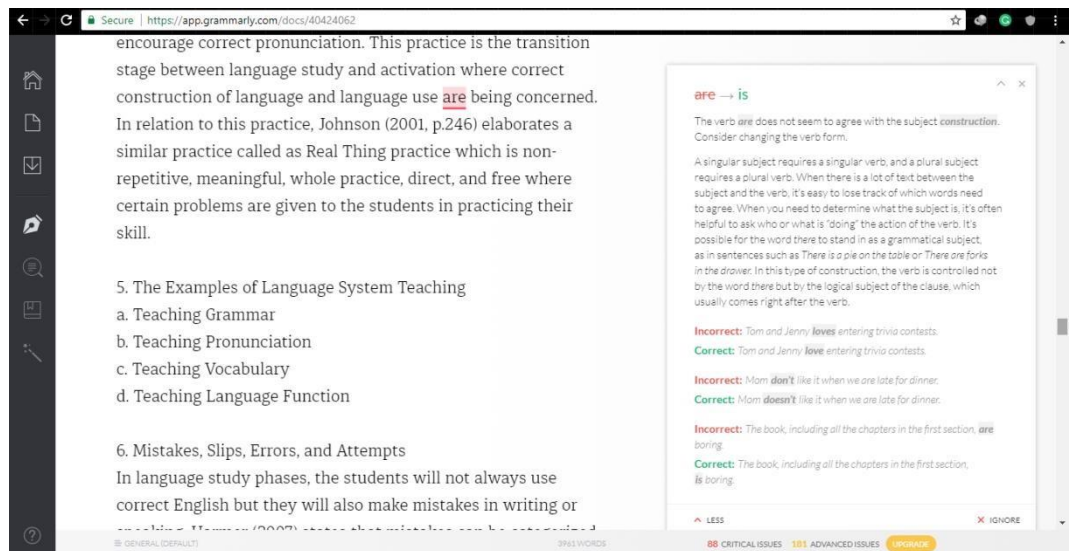 Secure | https://app.grammarly.com/docs/40424062
encourage correct pronunciation. This practice is the transition
stage between language study and activation where correct
construction of language and language use are being concerned.
In relation to this practice, Johnson (2001, p.246) elaborates a
similar practice called as Real Thing practice which is non-
repetitive, meaningful, whole practice, direct, and free where
certain problems are given to the students in practicing their
skill.
5. The Examples of Language System Teaching
a. Teaching Grammar
b. Teaching Pronunciation
c. Teaching Vocabulary
d. Teaching Language Function
6. Mistakes, Slips, Errors, and Attempts
In language study phases, the students will not always use
correct English but they will also make mistakes in writing or
speaking. Harmer (2007) states that mistakes can be categorized
GENERAL (DEFAULT)
3963 WORDS
are → is
The verb are does not seem to agree with the subject construction.
Consider changing the verb form.
A singular subject requires a singular verb, and a plural subject
requires a plural verb. When there is a lot of text between the
subject and the verb, it's easy to lose track of which words need
to agree. When you need to determine what the subject is, it's often
helpful to ask who or what is "doing" the action of the verb. It's
possible for the word there to stand in as a grammatical subject,
as in sentences such as There is a pie on the table or There are forks
in the drawer. In this type of construction, the verb is controlled not
by the word there but by the logical subject of the clause, which
usually comes right after the verb.
Incorrect: Tom and Jenny loves entering trivia contests.
Correct: Tom and Jenny love entering trivia contests.
Incorrect: Mom don't like it when we are late for dinner.
Correct: Mom doesn't like it when we are late for dinner.
Incorrect: The book, including all the chapters in the first section, are
boring.
Correct: The book, including all the chapters in the first section,
is boring.
LESS
IGNORE
88 CRITICAL ISSUES 181 ADVANCED ISSUES UPGRADE